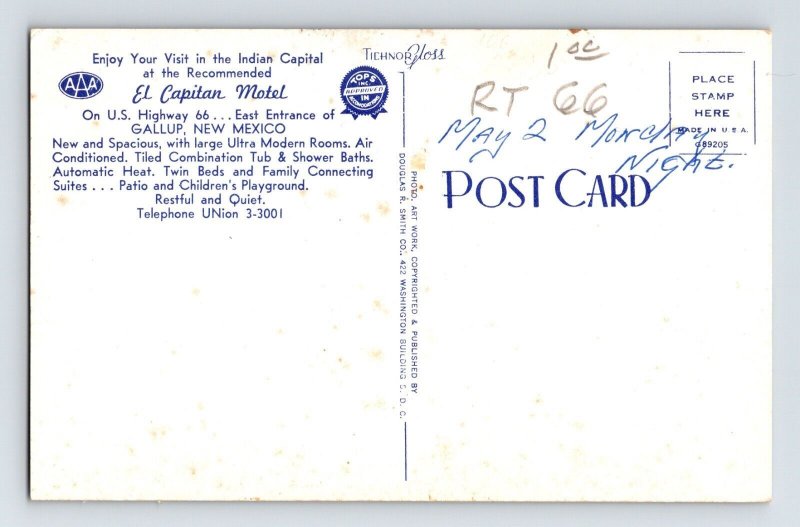 Enjoy Your Visit in the Indian Capital
at the Recommended
AAA
El Capitan Motel
On U.S. Highway 66 . . . East Entrance of
GALLUP, NEW MEXICO
New and Spacious, with large Ultra Modern Rooms. Air
Conditioned. Tiled Combination Tub & Shower Baths.
Automatic Heat. Twin Beds and Family Connecting
Suites . . . Patio and Children's Playground.
Restful and Quiet.
Telephone UNion 3-3001
TOPS
INC
APPROVED
IN
ACCOMMODATIONS
TICHNOR Gloss
PHOTO, ART WORK, COPYRIGHTED & PUBLISHED BY
DOUGLAS R. SMITH CO., 422 WASHINGTON BUILDING D. C.
1 00
RT 66
MAY 2 MONDAY
NIGHT.
PLACE
STAMP
HERE
MADE IN U.S.A.
POST CARD